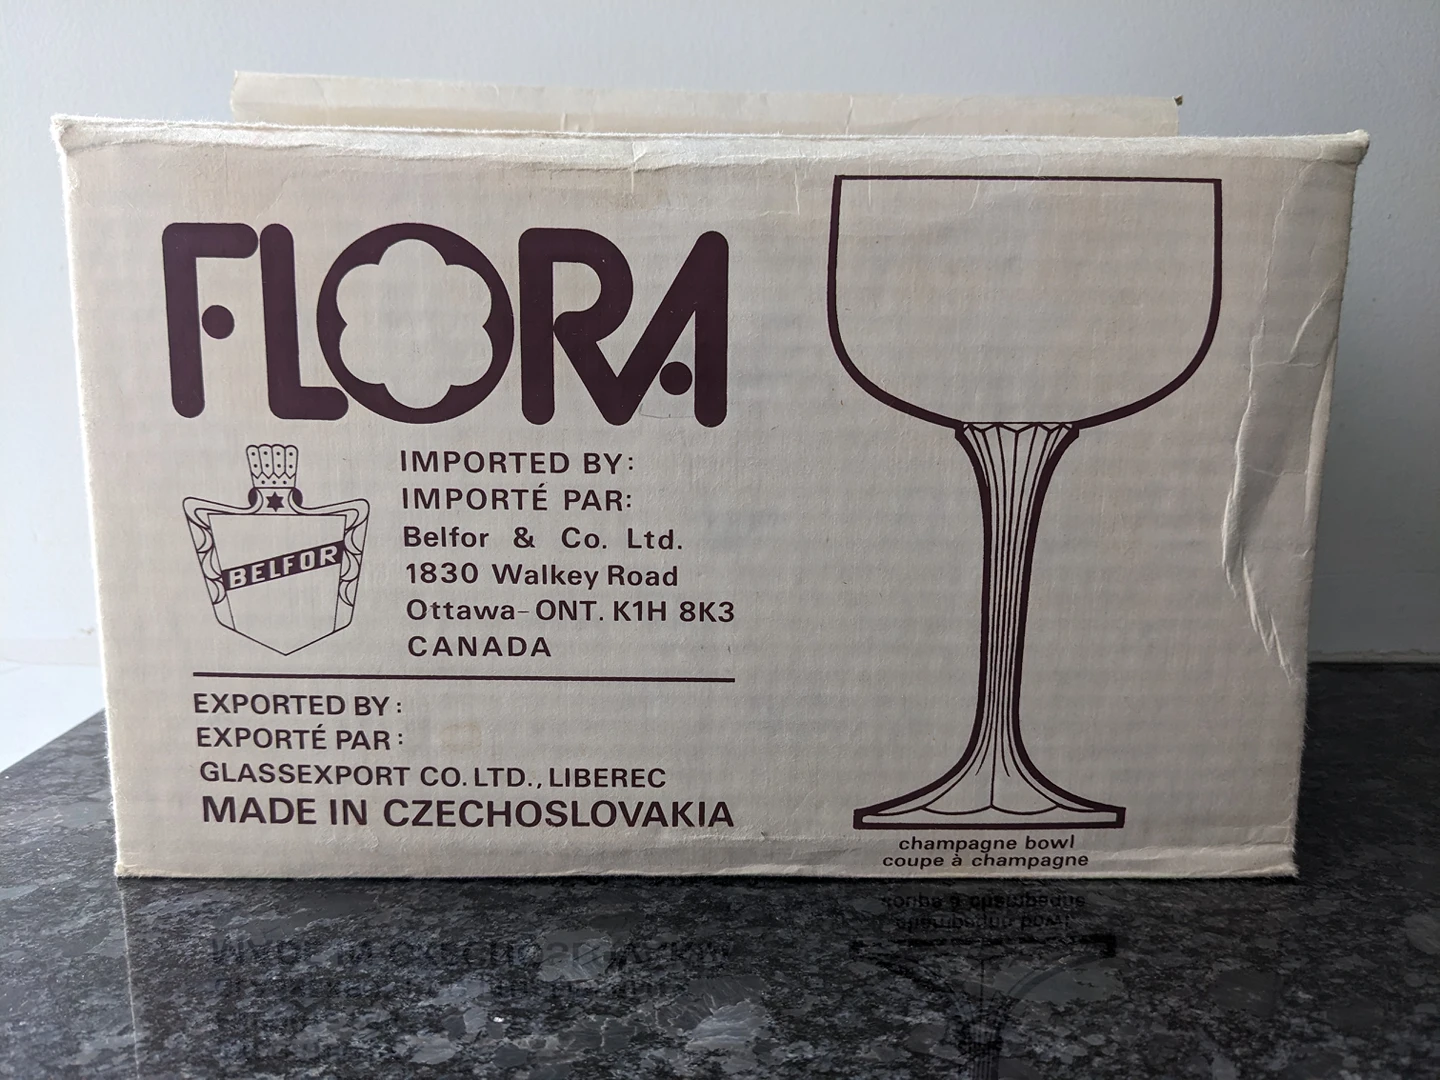 FLORA
BELFOR
IMPORTED BY:
IMPORTÉ PAR:
Belfor & Co. Ltd.
1830 Walkey Road
Ottawa-ONT. K1H 8K3
CANADA
EXPORTED BY:
EXPORTÉ PAR:
GLASSEXPORT CO. LTD., LIBEREC
MADE IN CZECHOSLOVAKIA
champagne bowl
coupe à champagne